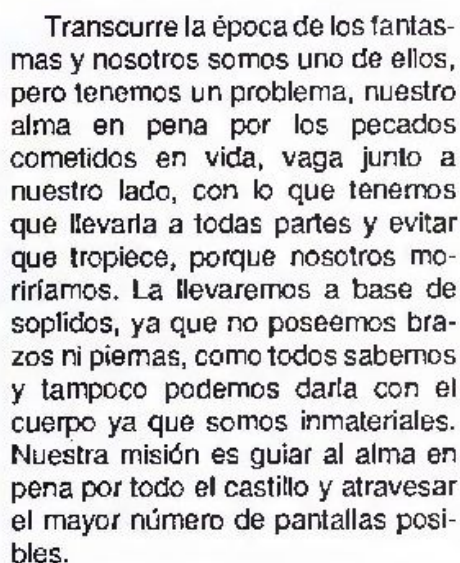 Transcurre la época de los fantas-
mas y nosotros somos uno de ellos,
pero tenemos un problema, nuestro
alma en pena por los pecados
cometidos en vida, vaga junto a
nuestro lado, con lo que tenemos
que llevarla a todas partes y evitar
que tropiece, porque nosotros mo-
riríamos. La llevaremos a base de
soplidos, ya que no poseemos bra-
zos ni piernas, como todos sabemos
y tampoco podemos darla con el
cuerpo ya que somos inmateriales.
Nuestra misión es guiar al alma en
pena por todo el castillo y atravesar
el mayor número de pantallas posi-
bles.